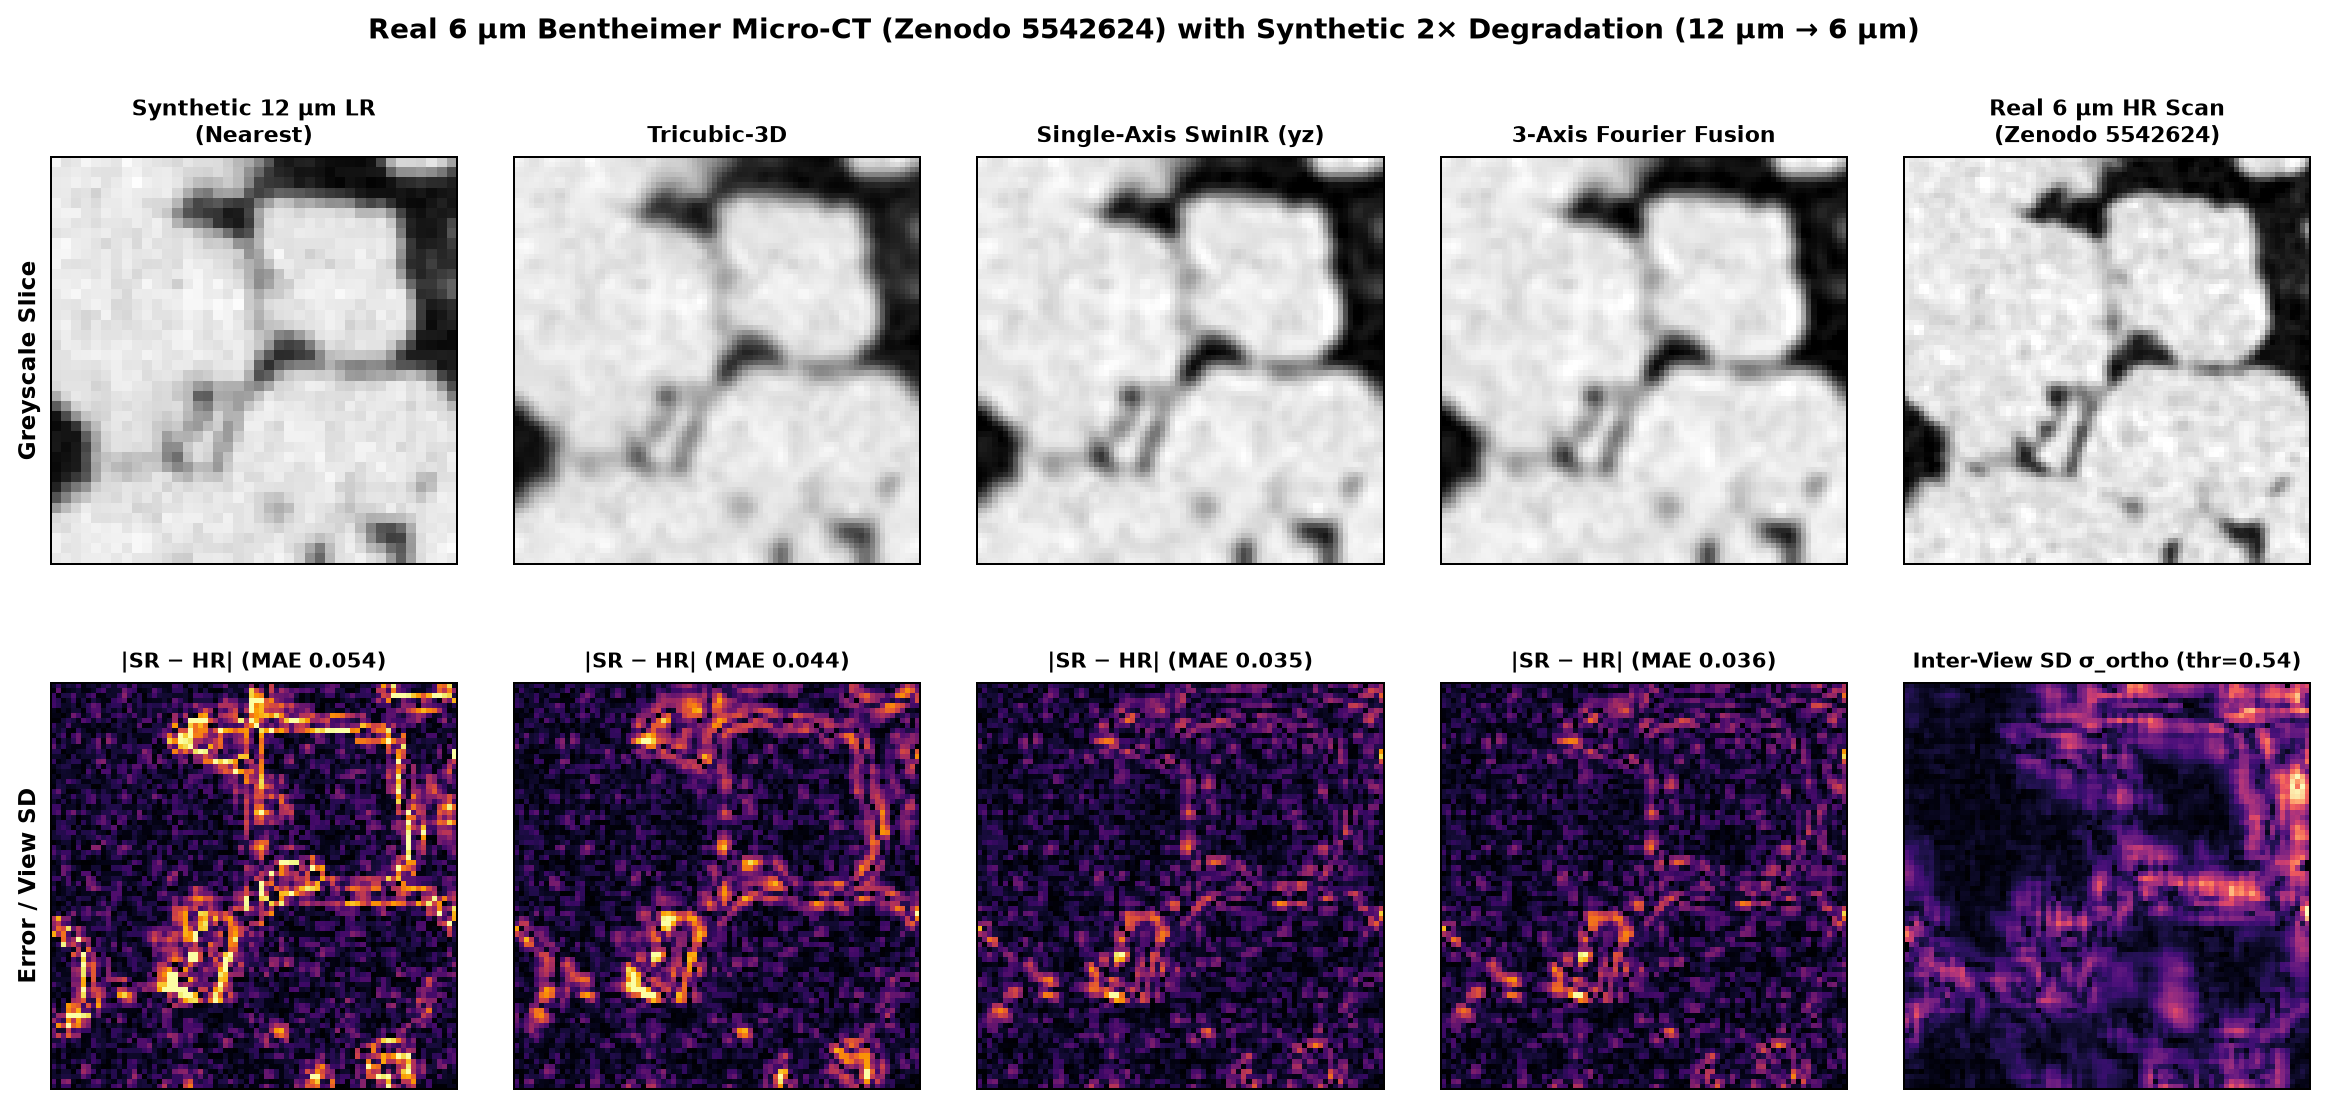 Real 6 μm Bentheimer Micro-CT (Zenodo 5542624) with Synthetic 2× Degradation (12 μm → 6 μm)
Synthetic 12 μm LR
(Nearest)
Tricubic-3D
Single-Axis SwinIR (yz)
3-Axis Fourier Fusion
Real 6 μm HR Scan
(Zenodo 5542624)
Greyscale Slice
|SR − HR| (MAE 0.054)
|SR − HR| (MAE 0.044)
|SR − HR| (MAE 0.035)
|SR − HR| (MAE 0.036)
Inter-View SD σ_ortho (thr=0.54)
Error / View SD